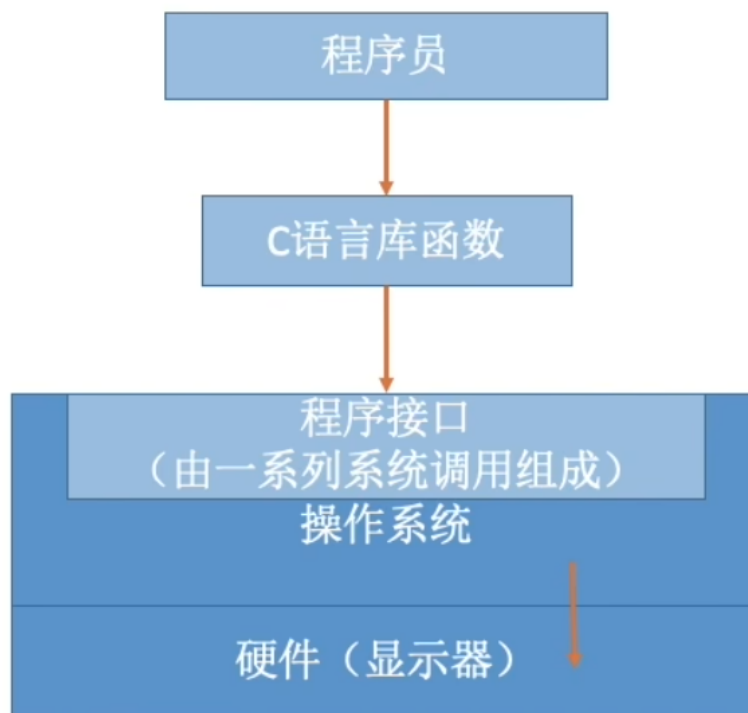 程序员
C语言库函数
程序接口
（由一系列系统调用组成）
操作系统
硬件（显示器）